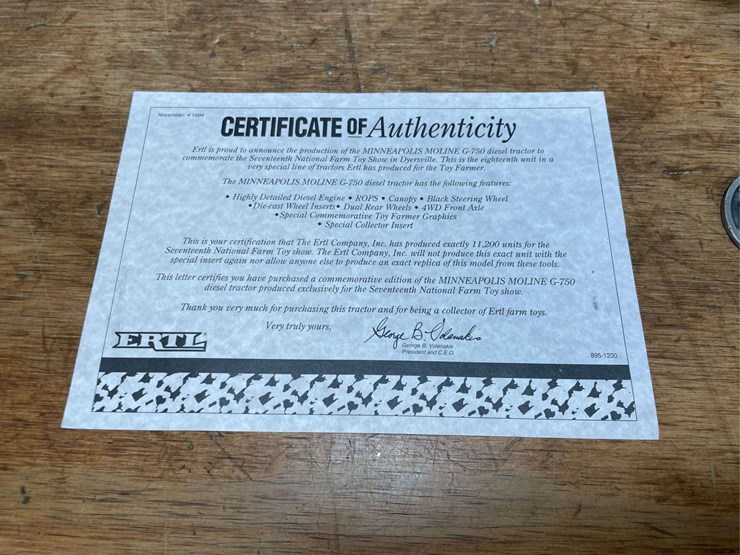 November 4 1994
CERTIFICATE OF Authenticity
Ertl is proud to announce the production of the MINNEAPOLIS MOLINE G-750 diesel tractor to
commemorate the Seventeenth National Farm Toy Show in Dyersville. This is the eighteenth unit in a
very special line of tractors Ertl has produced for the Toy Farmer.
The MINNEAPOLIS MOLINE G-750 diesel tractor has the following features:
• Highly Detailed Diesel Engine • ROPS • Canopy • Black Steering Wheel
• Die-cast Wheel Inserts • Dual Rear Wheels • 4WD Front Axle
• Special Commemorative Toy Farmer Graphics
• Special Collector Insert
This is your certification that The Ertl Company, Inc. has produced exactly 11,200 units for the
Seventeenth National Farm Toy show. The Ertl Company, Inc. will not produce this exact unit with the
special insert again nor allow anyone else to produce an exact replica of this model from these tools.
This letter certifies you have purchased a commemorative edition of the MINNEAPOLIS MOLINE G-750
diesel tractor produced exclusively for the Seventeenth National Farm Toy show.
Thank you very much for purchasing this tractor and for being a collector of Ertl farm toys.
Very truly yours,
George B. Volanakis
George B. Volanakis
President and C.E.O.
ERTL
895-1200